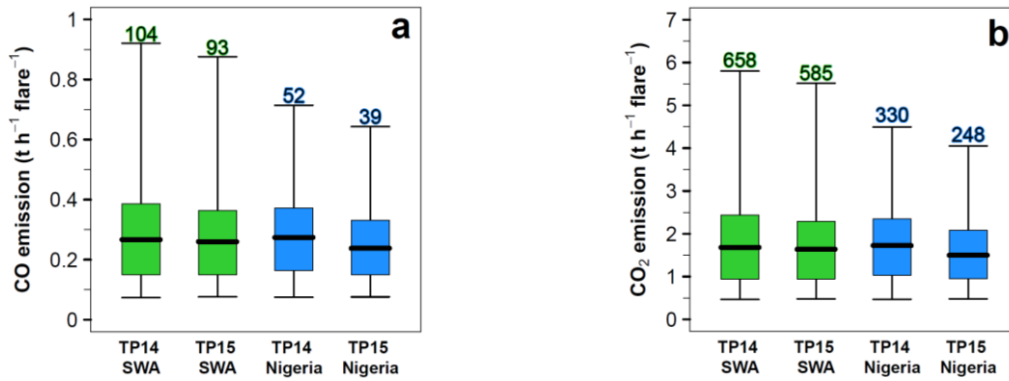 a
CO emission (t h⁻¹ flare⁻¹)
1
0.8
0.6
0.4
0.2
0
104
93
52
39
TP14 TP15 TP14 TP15
SWA SWA Nigeria Nigeria
b
CO₂ emission (t h⁻¹ flare⁻¹)
7
6
5
4
3
2
1
0
658
585
330
248
TP14 TP15 TP14 TP15
SWA SWA Nigeria Nigeria